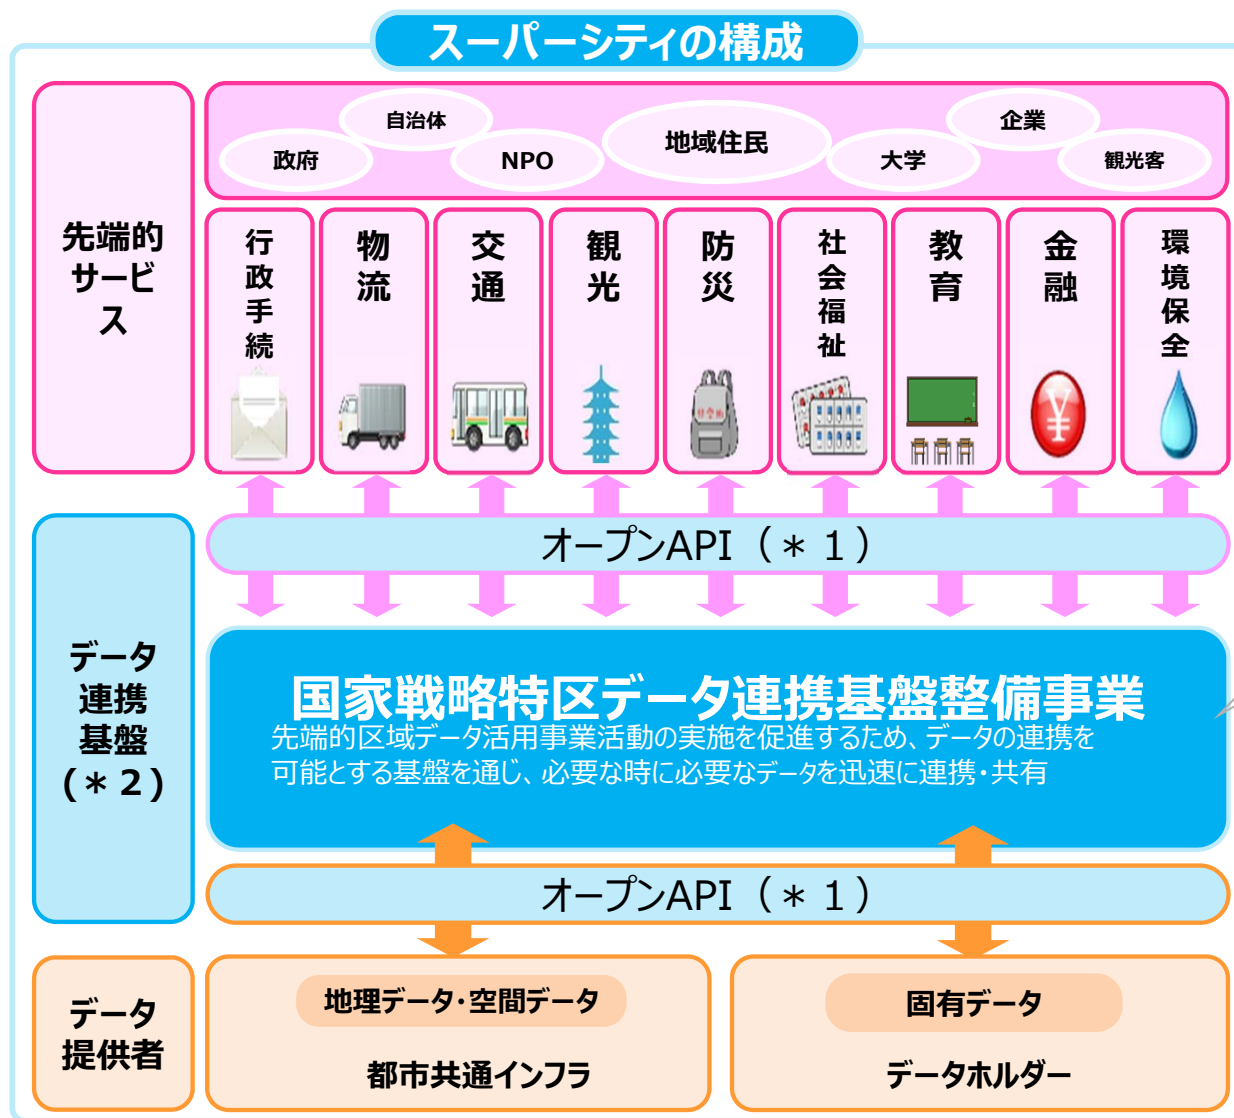 スーパーシティの構成
先端的
サービ
ス
政府
自治体
NPO
地域住民
大学
企業
観光客
行政手続
物流
交通
観光
防災
社会福祉
教育
金融
環境保全
オープンAPI（＊１）
データ
連携
基盤
(＊２)
国家戦略特区データ連携基盤整備事業
先端的区域データ活用事業活動の実施を促進するため、データの連携を
可能とする基盤を通じ、必要な時に必要なデータを迅速に連携・共有
オープンAPI（＊１）
データ
提供者
地理データ・空間データ
都市共通インフラ
固有データ
データホルダー